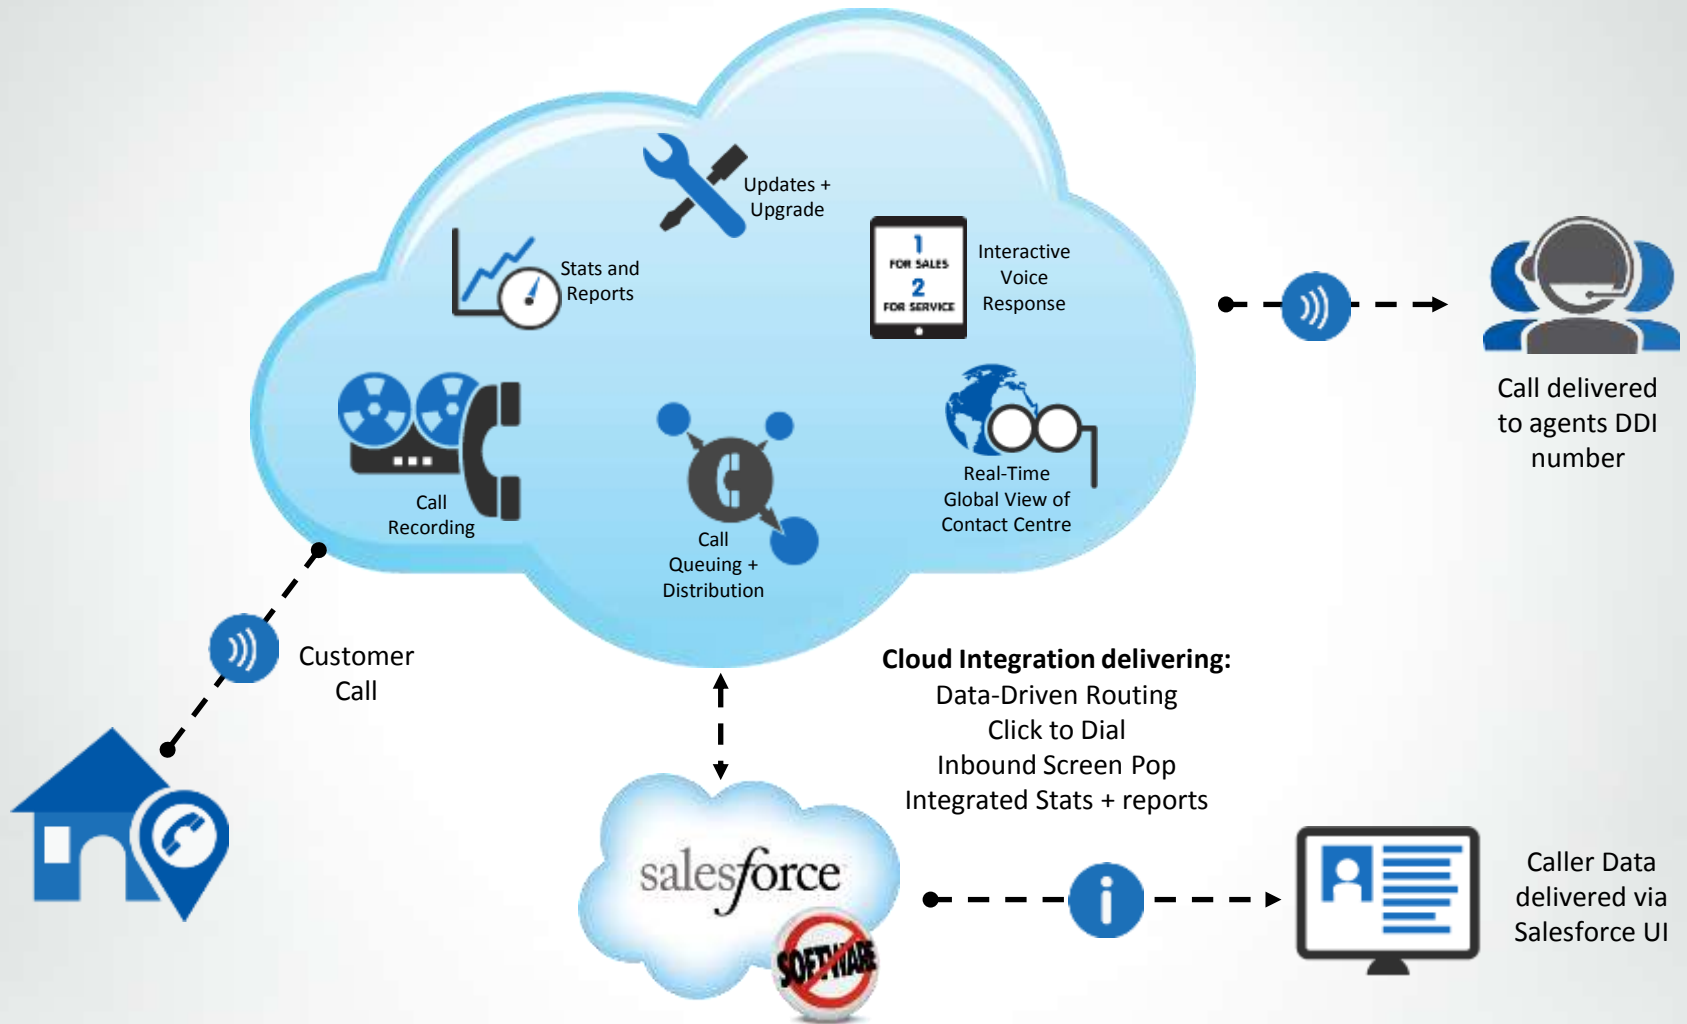 Updates +
Upgrade
Stats and
Reports
1
FOR SALES
2
FOR SERVICE
Interactive
Voice
Response
Call
Recording
Call
Queuing +
Distribution
Real-Time
Global View of
Contact Centre
Call delivered
to agents DDI
number
Customer
Call
Cloud Integration delivering:
Data-Driven Routing
Click to Dial
Inbound Screen Pop
Integrated Stats + reports
salesforce
SOFTWARE
i
Caller Data
delivered via
Salesforce UI